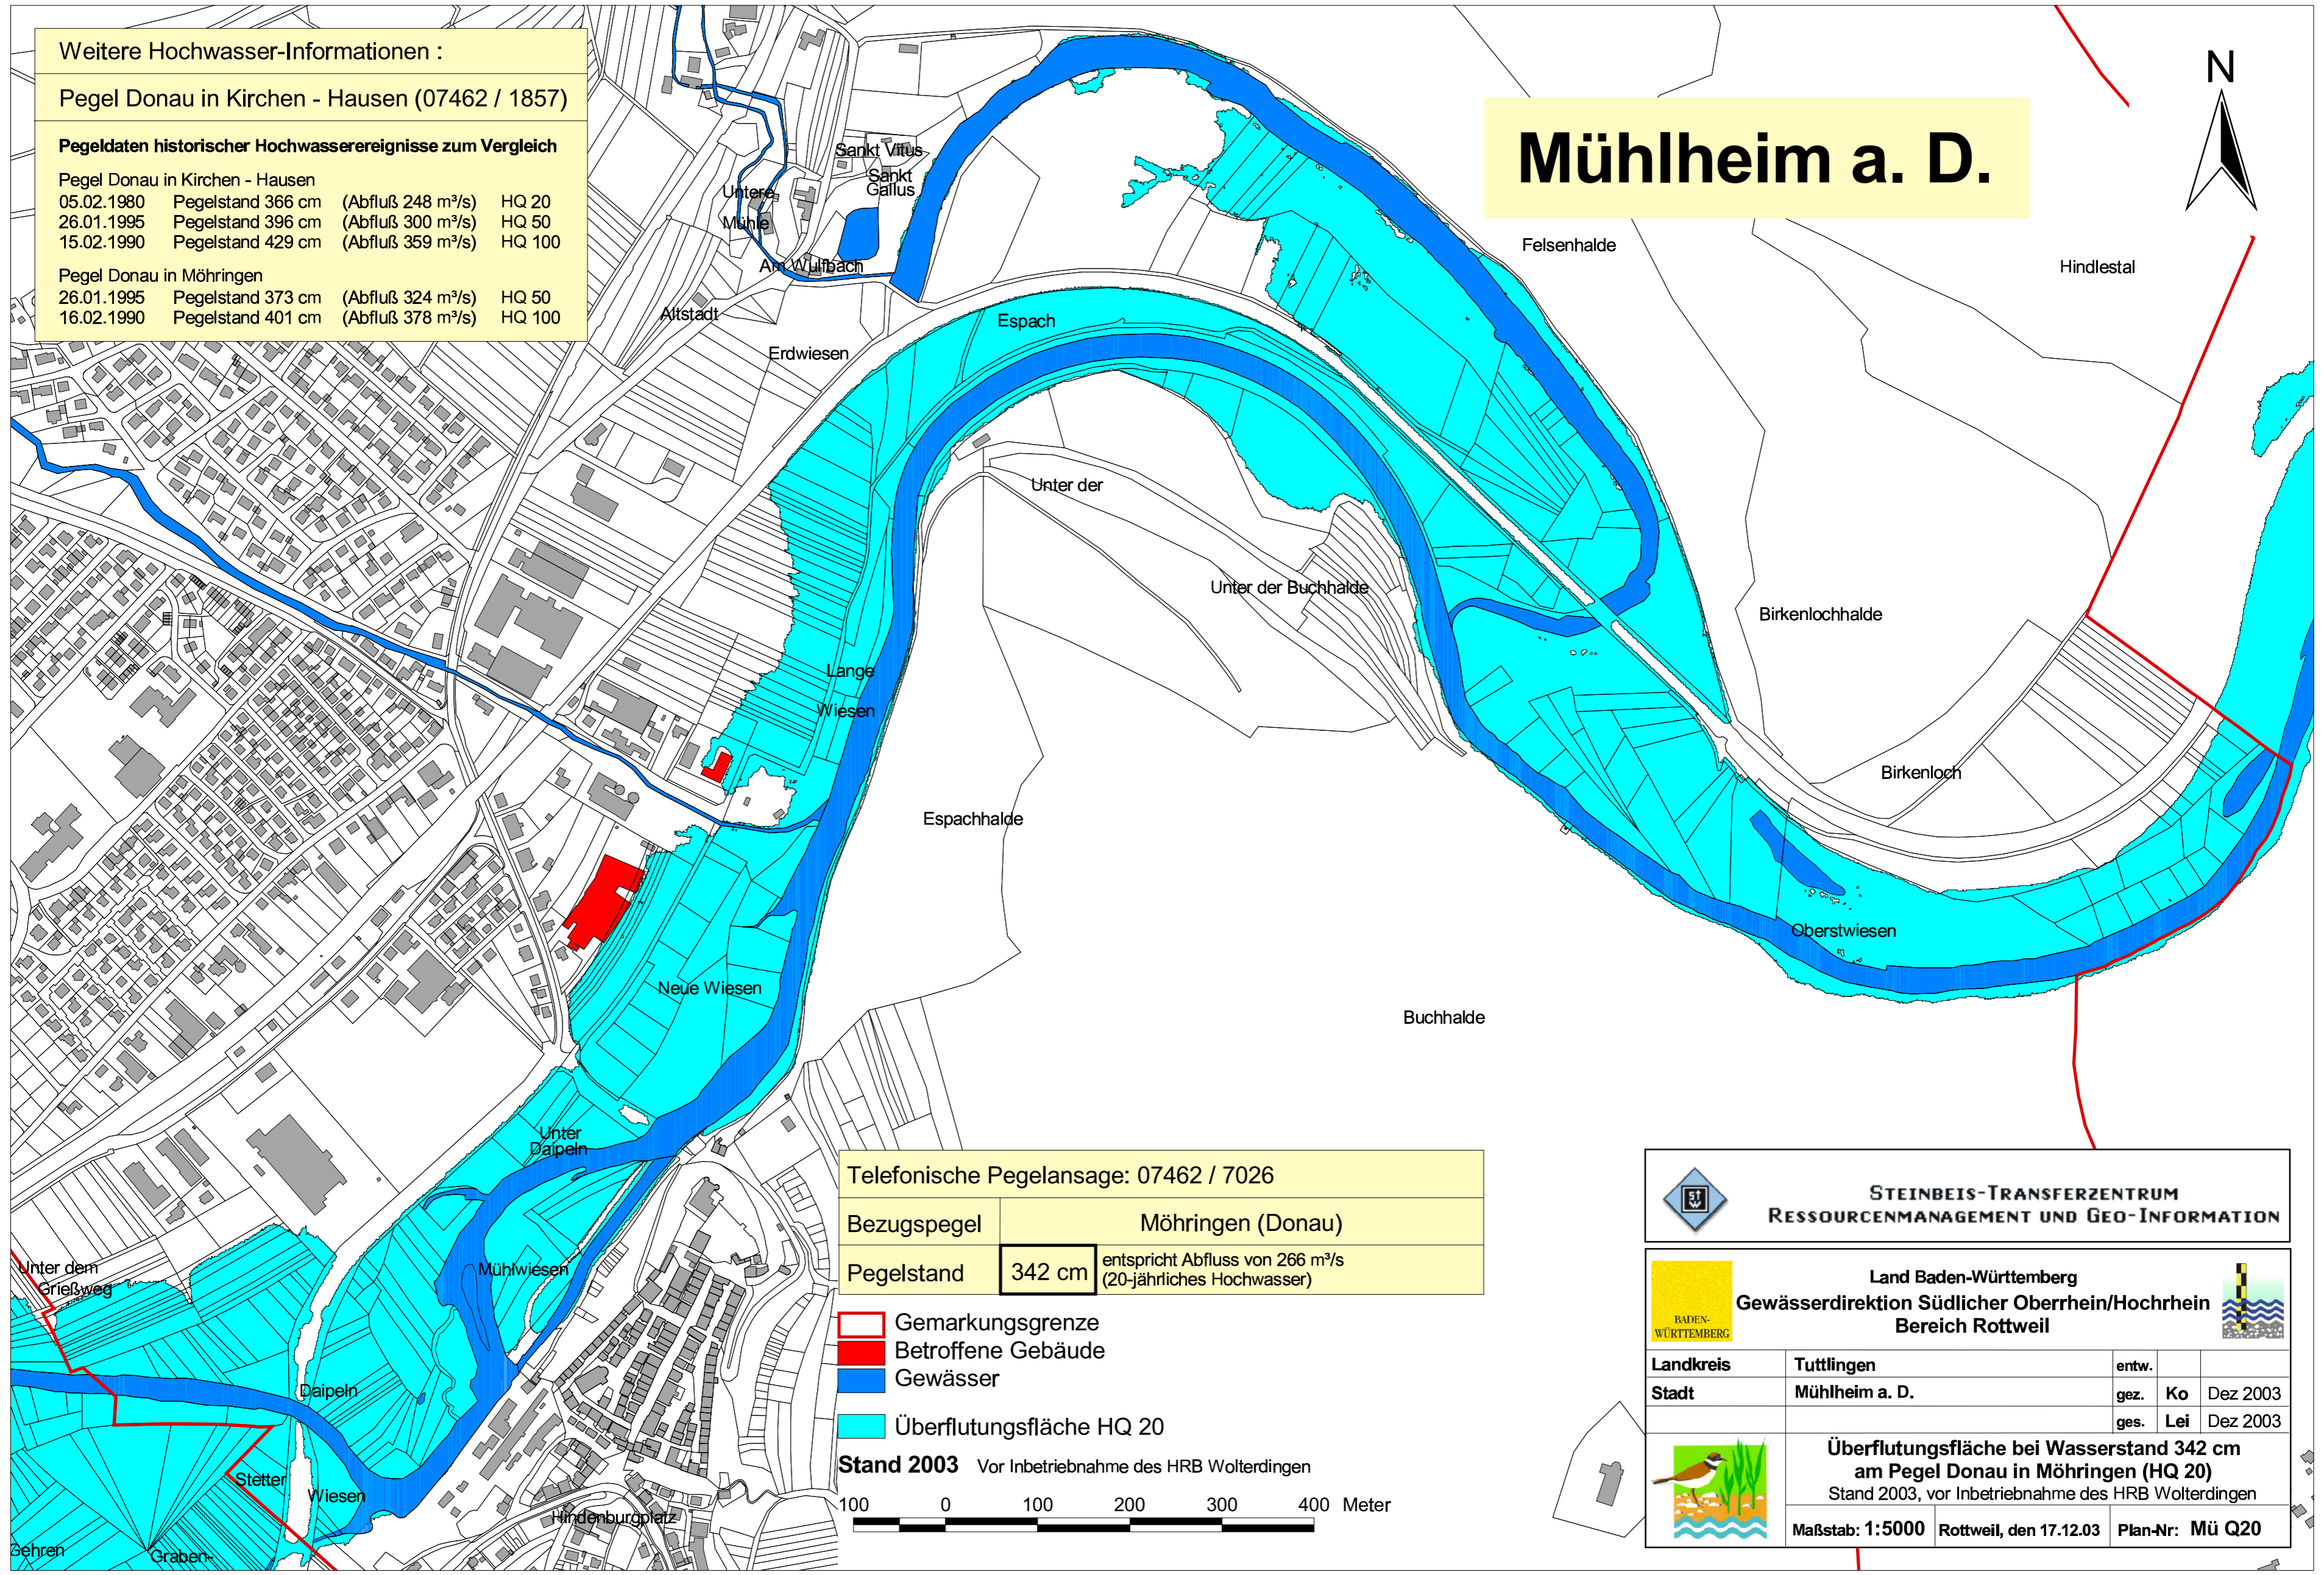 Weitere Hochwasser-Informationen :
Pegel Donau in Kirchen - Hausen (07462 / 1857)
Pegeldaten historischer Hochwasserereignisse zum Vergleich
Pegel Donau in Kirchen - Hausen
05.02.1980 Pegelstand 366 cm (Abfluß 248 m³/s) HQ 20
26.01.1995 Pegelstand 396 cm (Abfluß 300 m³/s) HQ 50
15.02.1990 Pegelstand 429 cm (Abfluß 359 m³/s) HQ 100
Pegel Donau in Möhringen
26.01.1995 Pegelstand 373 cm (Abfluß 324 m³/s) HQ 50
16.02.1990 Pegelstand 401 cm (Abfluß 378 m³/s) HQ 100
Mühlheim a. D.
N
Sankt Vitus
Sankt
Gallus
Untere
Mühle
Am Wulfbach
Altstadt
Erdwiesen
Espach
Felsenhalde
Hindlestal
Unter der
Unter der Buchhalde
Birkenlochhalde
Lange
Wiesen
Birkenloch
Espachhalde
Oberstwiesen
Neue Wiesen
Buchhalde
Unter
Daipeln
Mühlwiesen
Unter dem
Grießweg
Daipeln
Stetter
Wiesen
Hindenburgplatz
Gehren
Graben-
Telefonische Pegelansage: 07462 / 7026
Bezugspegel Möhringen (Donau)
Pegelstand 342 cm entspricht Abfluss von 266 m³/s
(20-jährliches Hochwasser)
Gemarkungsgrenze
Betroffene Gebäude
Gewässer
Überflutungsfläche HQ 20
Stand 2003 Vor Inbetriebnahme des HRB Wolterdingen
100 0 100 200 300 400 Meter
STW
STEINBEIS-TRANSFERZENTRUM
RESSOURCENMANAGEMENT UND GEO-INFORMATION
BADEN-
WÜRTTEMBERG
Land Baden-Württemberg
Gewässerdirektion Südlicher Oberrhein/Hochrhein
Bereich Rottweil
Landkreis Tuttlingen entw.
Stadt Mühlheim a. D. gez. Ko Dez 2003
ges. Lei Dez 2003
Überflutungsfläche bei Wasserstand 342 cm
am Pegel Donau in Möhringen (HQ 20)
Stand 2003, vor Inbetriebnahme des HRB Wolterdingen
Maßstab: 1:5000 Rottweil, den 17.12.03 Plan-Nr: Mü Q20